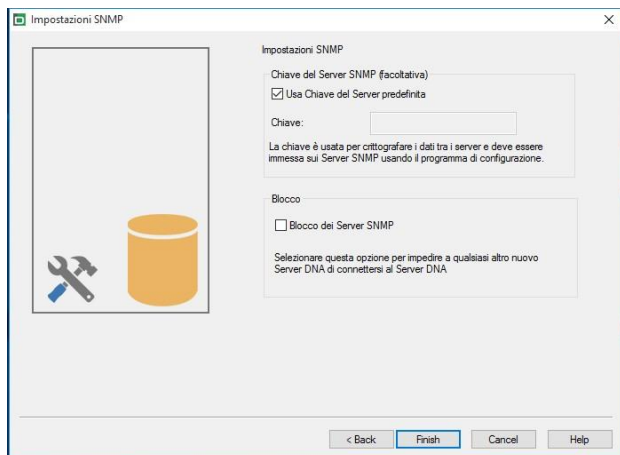 Impostazioni SNMP
Impostazioni SNMP
Chiave del Server SNMP (facoltativa)
Usa Chiave del Server predefinita
Chiave:
La chiave è usata per crittografare i dati tra i server e deve essere
immessa sui Server SNMP usando il programma di configurazione.
Blocco
Blocco dei Server SNMP
Selezionare questa opzione per impedire a qualsiasi altro nuovo
Server DNA di connettersi al Server DNA
< Back Finish Cancel Help